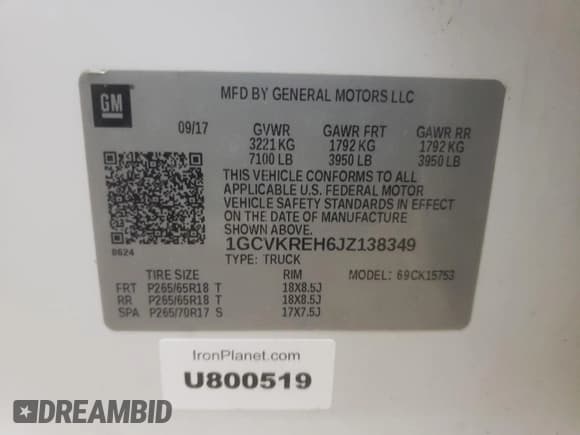 GM
MFD BY GENERAL MOTORS LLC
09/17 GVWR GAWR FRT GAWR RR
3221 KG 1792 KG 1792 KG
7100 LB 3950 LB 3950 LB
THIS VEHICLE CONFORMS TO ALL
APPLICABLE U.S. FEDERAL MOTOR
VEHICLE SAFETY STANDARDS IN EFFECT
ON THE DATE OF MANUFACTURE
SHOWN ABOVE.
8624 1GCVKREH6JZ138349
TYPE: TRUCK
TIRE SIZE RIM MODEL: 69CK15753
FRT P265/65R18 T 18X8.5J
RR P265/65R18 T 18X8.5J
SPA P265/70R17 S 17X7.5J
IronPlanet.com
U800519
DREAMBID